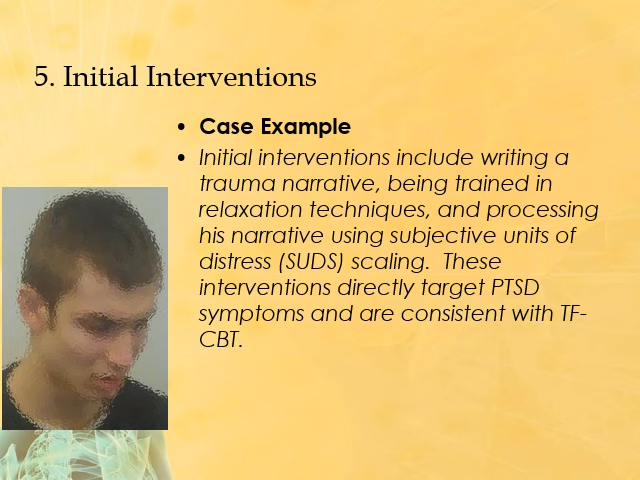 5. Initial Interventions
• Case Example
• Initial interventions include writing a
trauma narrative, being trained in
relaxation techniques, and processing
his narrative using subjective units of
distress (SUDS) scaling.  These
interventions directly target PTSD
symptoms and are consistent with TF-
CBT.